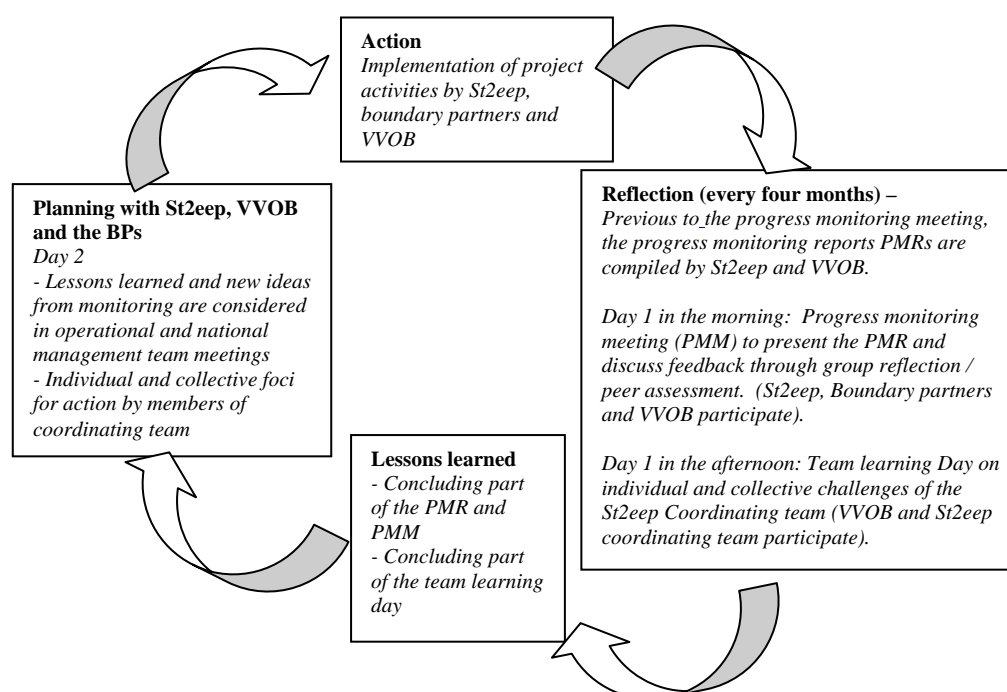 Action
Implementation of project
activities by St2eep,
boundary partners and
VVOB
Reflection (every four months) –
Previous to the progress monitoring meeting,
the progress monitoring reports PMRs are
compiled by St2eep and VVOB.
Day 1 in the morning: Progress monitoring
meeting (PMM) to present the PMR and
discuss feedback through group reflection /
peer assessment. (St2eep, Boundary partners
and VVOB participate).
Day 1 in the afternoon: Team learning Day on
individual and collective challenges of the
St2eep Coordinating team (VVOB and St2eep
coordinating team participate).
Lessons learned
- Concluding part
of the PMR and
PMM
- Concluding part
of the team learning
day
Planning with St2eep, VVOB
and the BPs
Day 2
- Lessons learned and new ideas
from monitoring are considered
in operational and national
management team meetings
- Individual and collective foci
for action by members of
coordinating team